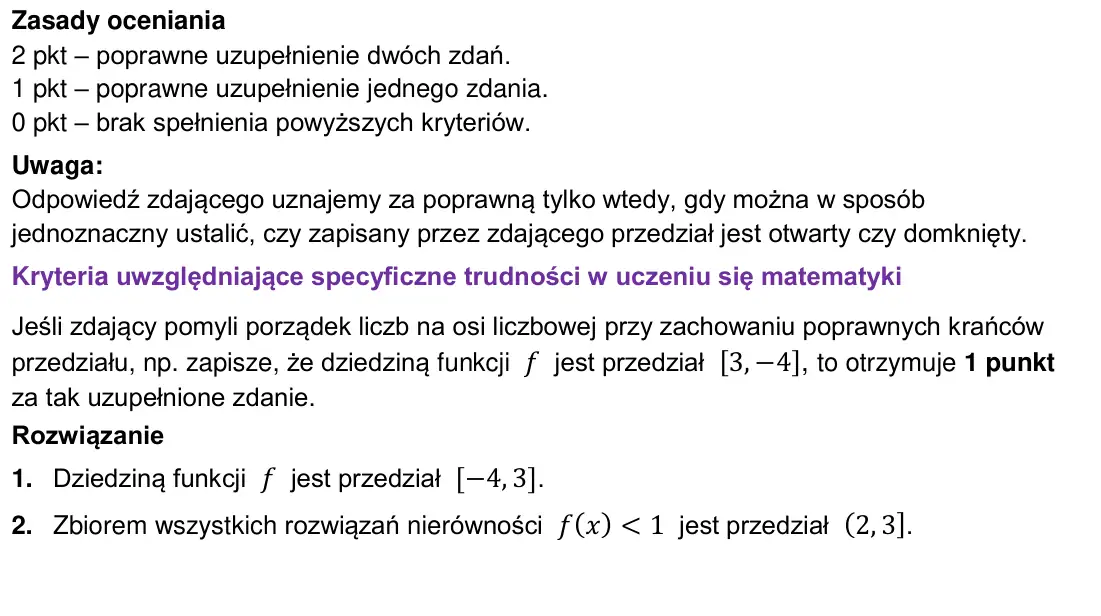 Zasady oceniania
2 pkt – poprawne uzupełnienie dwóch zdań.
1 pkt – poprawne uzupełnienie jednego zdania.
0 pkt – brak spełnienia powyższych kryteriów.
Uwaga:
Odpowiedź zdającego uznajemy za poprawną tylko wtedy, gdy można w sposób
jednoznaczny ustalić, czy zapisany przez zdającego przedział jest otwarty czy domknięty.
Kryteria uwzględniające specyficzne trudności w uczeniu się matematyki
Jeśli zdający pomyli porządek liczb na osi liczbowej przy zachowaniu poprawnych krańców
przedziału, np. zapisze, że dziedziną funkcji f jest przedział [3, −4], to otrzymuje 1 punkt
za tak uzupełnione zdanie.
Rozwiązanie
1. Dziedziną funkcji f jest przedział [−4, 3].
2. Zbiorem wszystkich rozwiązań nierówności f(x) < 1 jest przedział (2, 3].